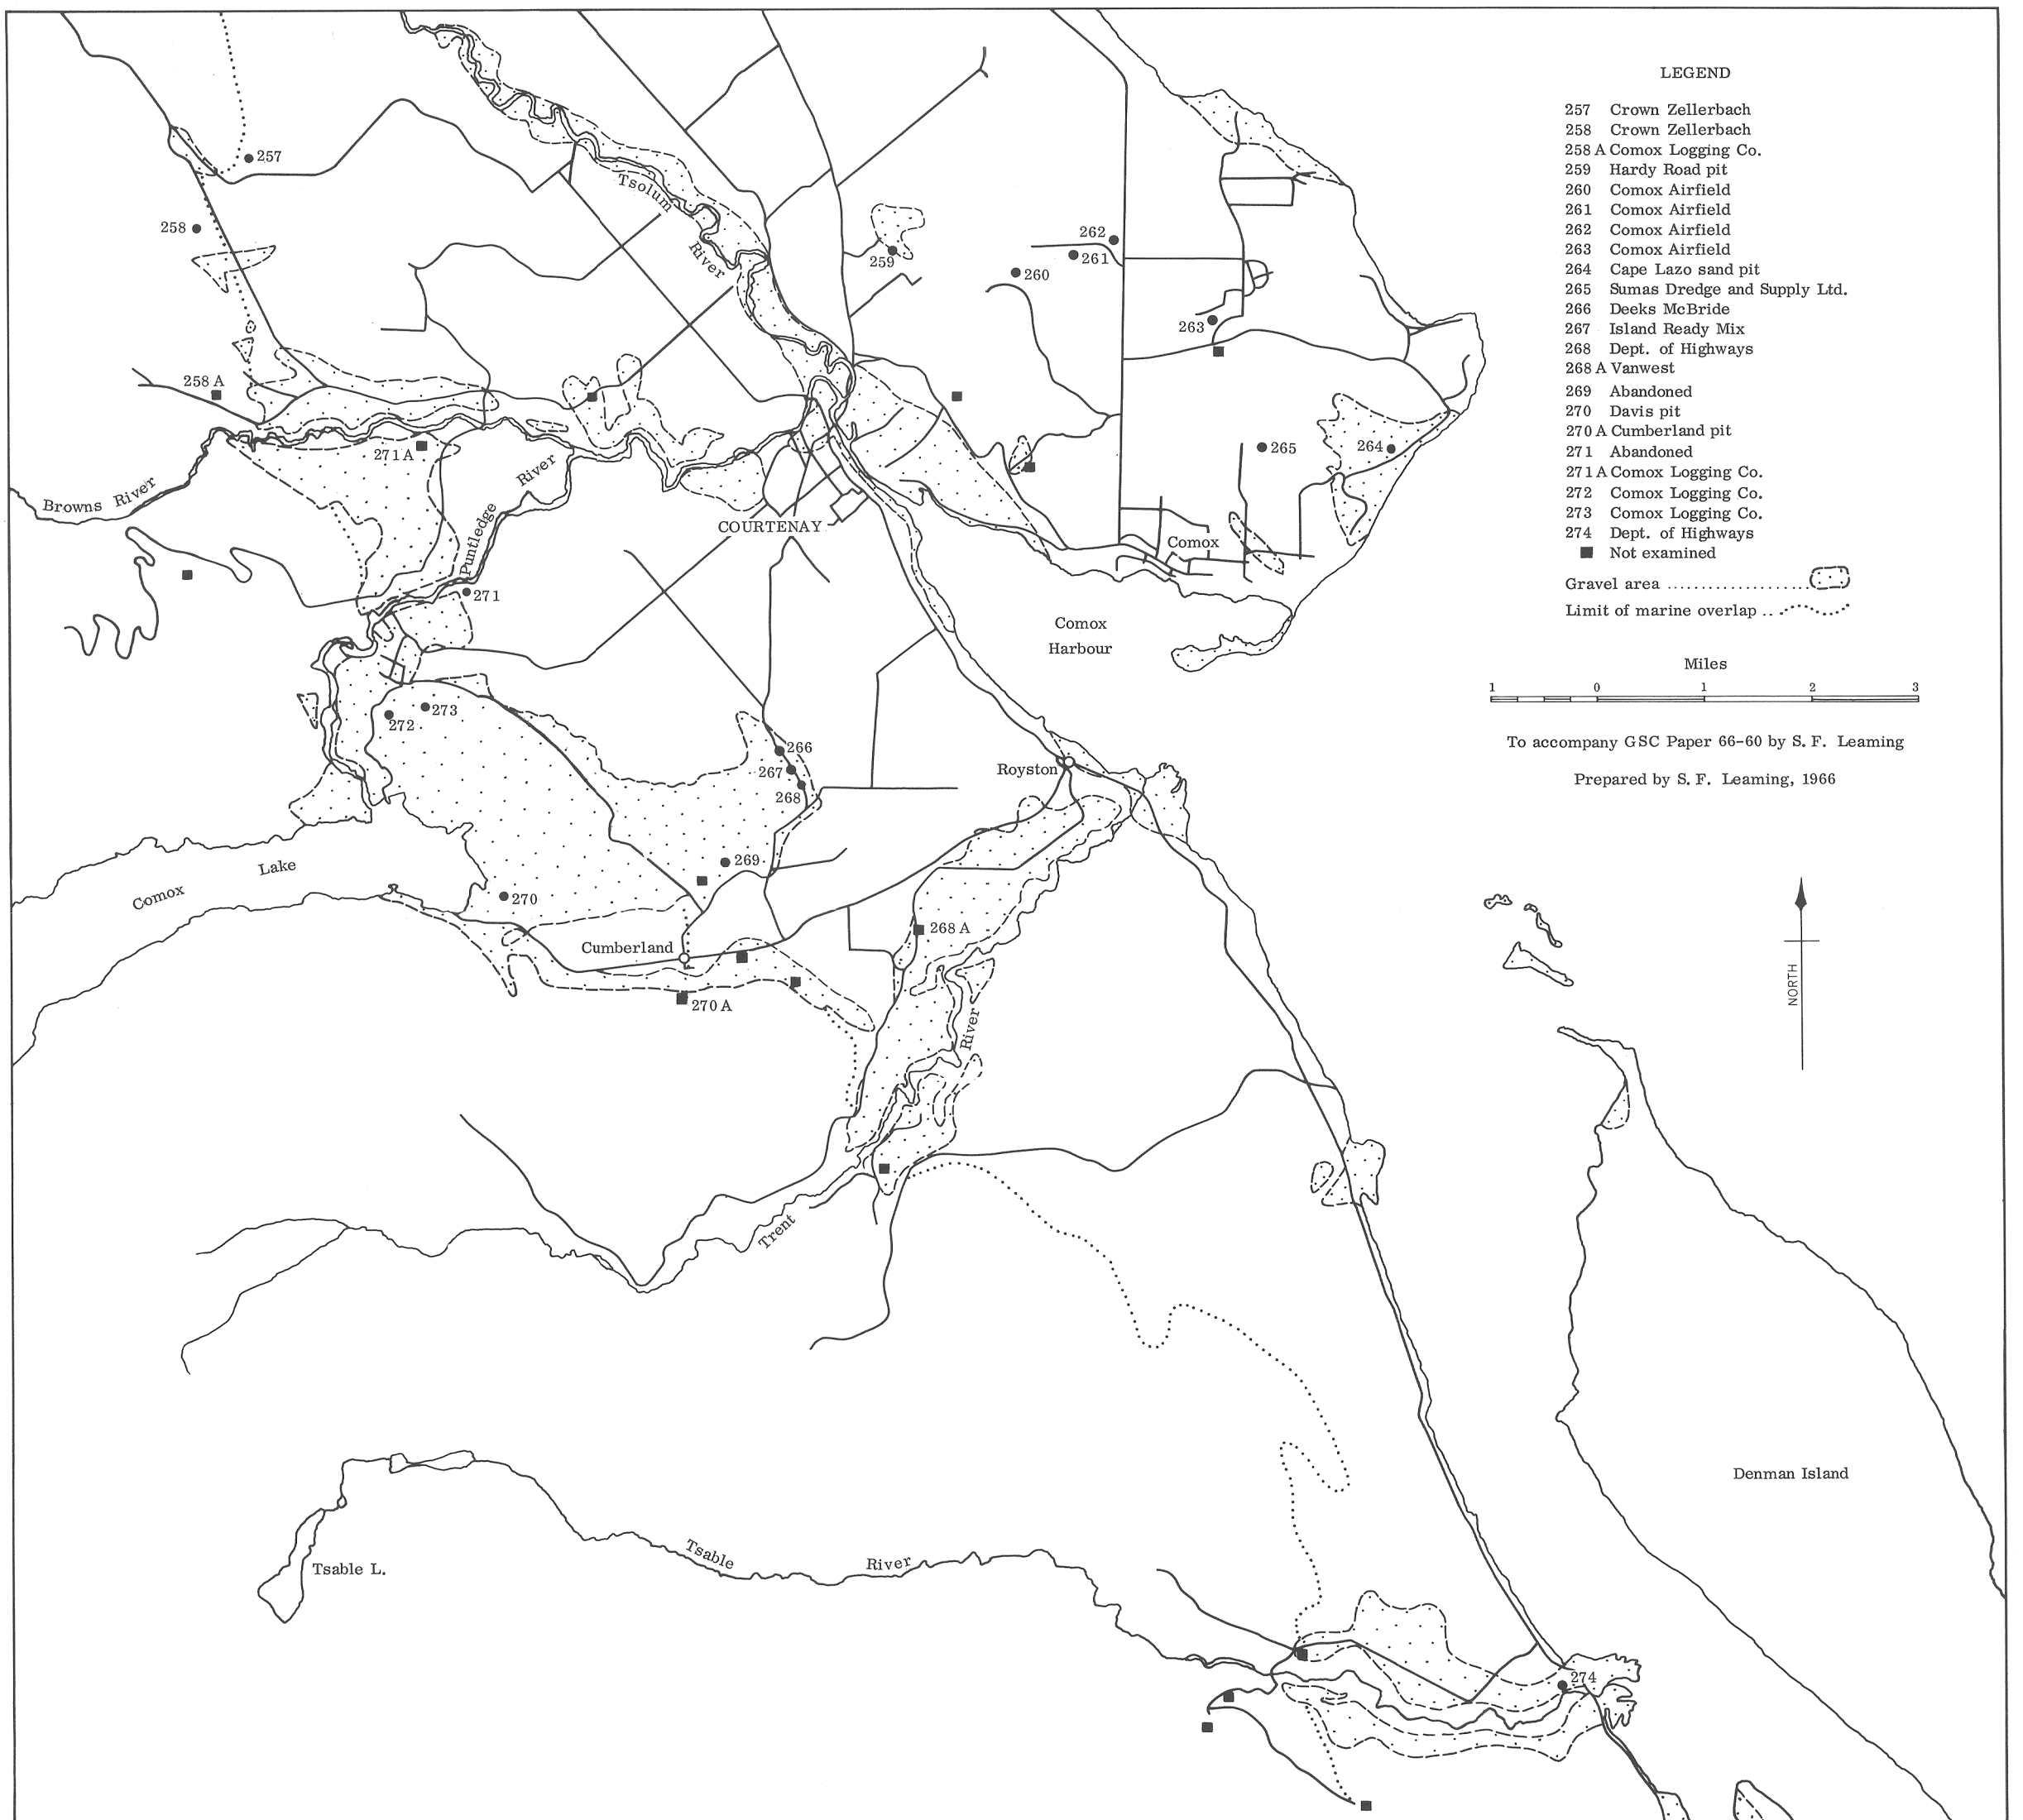 LEGEND
257 Crown Zellerbach
258 Crown Zellerbach
258 A Comox Logging Co.
259 Hardy Road pit
260 Comox Airfield
261 Comox Airfield
262 Comox Airfield
263 Comox Airfield
264 Cape Lazo sand pit
265 Sumas Dredge and Supply Ltd.
266 Deeks McBride
267 Island Ready Mix
268 Dept. of Highways
268 A Vanwest
269 Abandoned
270 Davis pit
270 A Cumberland pit
271 Abandoned
271 A Comox Logging Co.
272 Comox Logging Co.
273 Comox Logging Co.
274 Dept. of Highways
Not examined
Gravel area
Limit of marine overlap
Miles
1 0 1 2 3
To accompany GSC Paper 66-60 by S. F. Leaming
Prepared by S. F. Leaming, 1966
NORTH
257
258
Tsolum
River
259
262
261
260
263
258 A
271 A
265
264
Browns River
Puntledge River
COURTENAY
Comox
271
Comox
Harbour
273
272
266
267
268
Royston
269
Comox Lake
270
268 A
Cumberland
270 A
River
Trent
Denman Island
Tsable L.
Tsable River
274